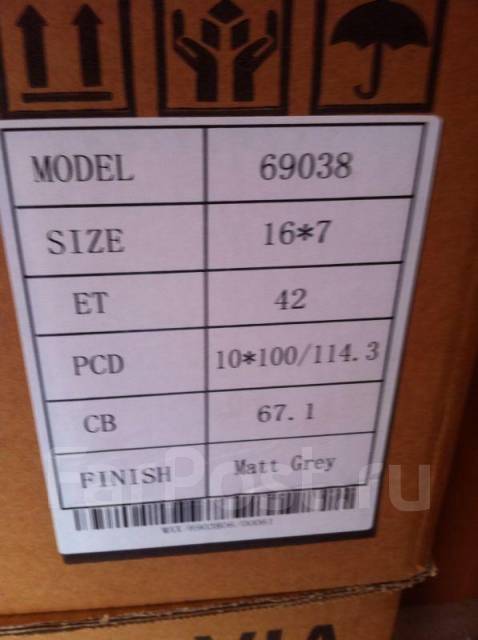 MODEL 69038
SIZE 16*7
ET 42
PCD 10*100/114.3
CB 67.1
FINISH Matt Grey
FarPost.ru